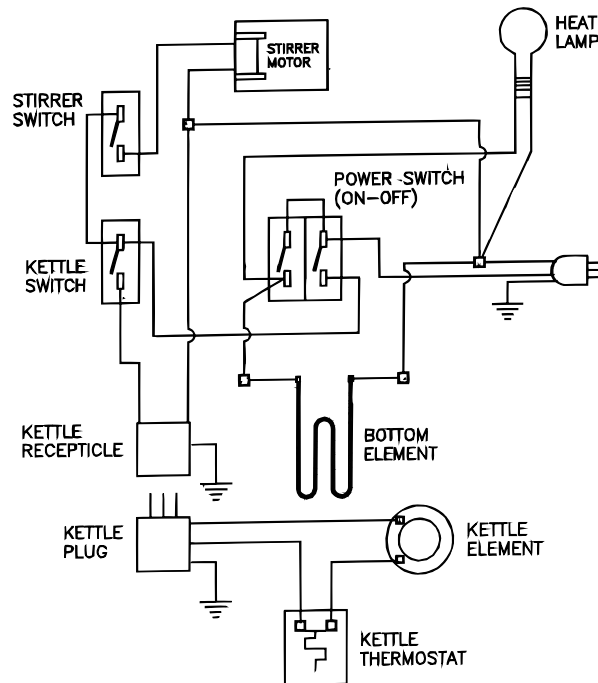 HEAT
LAMP
STIRRER
MOTOR
STIRRER
SWITCH
POWER SWITCH
(ON-OFF)
KETTLE
SWITCH
KETTLE
RECEPTICLE
BOTTOM
ELEMENT
KETTLE
PLUG
KETTLE
ELEMENT
KETTLE
THERMOSTAT